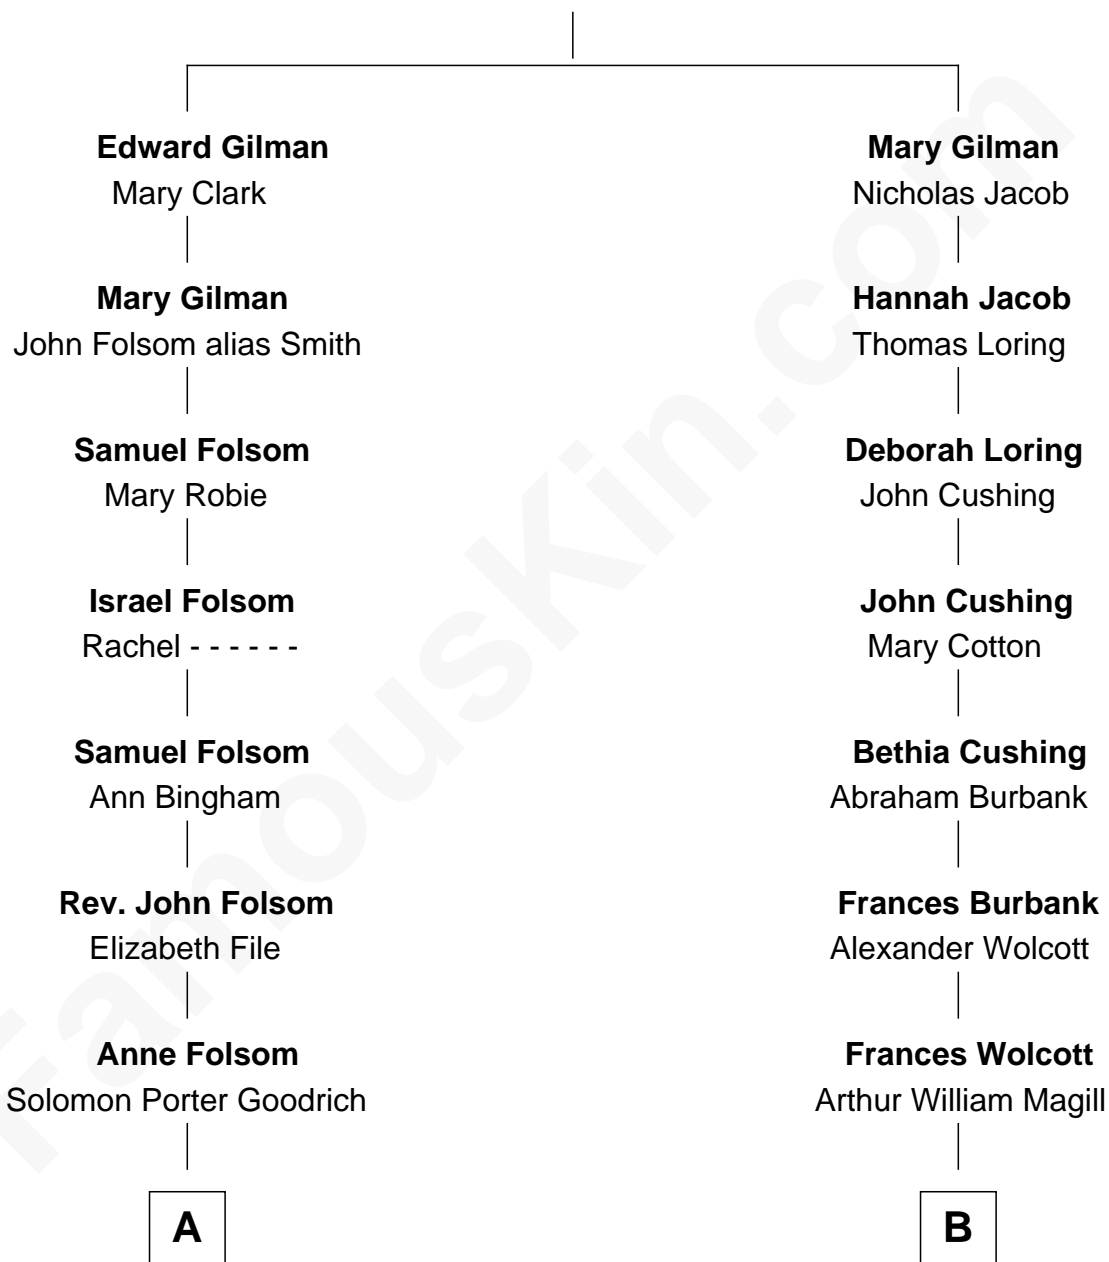 Edward Gilman
Mary Clark
Mary Gilman
John Folsom alias Smith
Samuel Folsom
Mary Robie
Israel Folsom
Rachel - - - - - -
Samuel Folsom
Ann Bingham
Rev. John Folsom
Elizabeth File
Anne Folsom
Solomon Porter Goodrich
A
Mary Gilman
Nicholas Jacob
Hannah Jacob
Thomas Loring
Deborah Loring
John Cushing
John Cushing
Mary Cotton
Bethia Cushing
Abraham Burbank
Frances Burbank
Alexander Wolcott
Frances Wolcott
Arthur William Magill
B
FamousKin.com